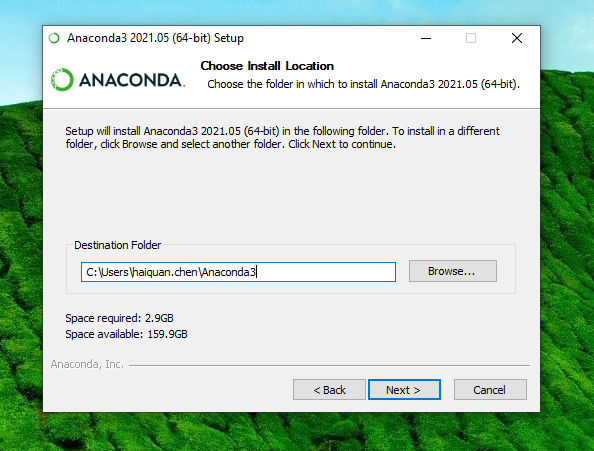 Anaconda3 2021.05 (64-bit) Setup
ANACONDA.
Choose Install Location
Choose the folder in which to install Anaconda3 2021.05 (64-bit).
Setup will install Anaconda3 2021.05 (64-bit) in the following folder. To install in a different
folder, click Browse and select another folder. Click Next to continue.
Destination Folder
C:\Users\haiquan.chen\Anaconda3
Browse...
Space required: 2.9GB
Space available: 159.9GB
Anaconda, Inc.
< Back
Next >
Cancel